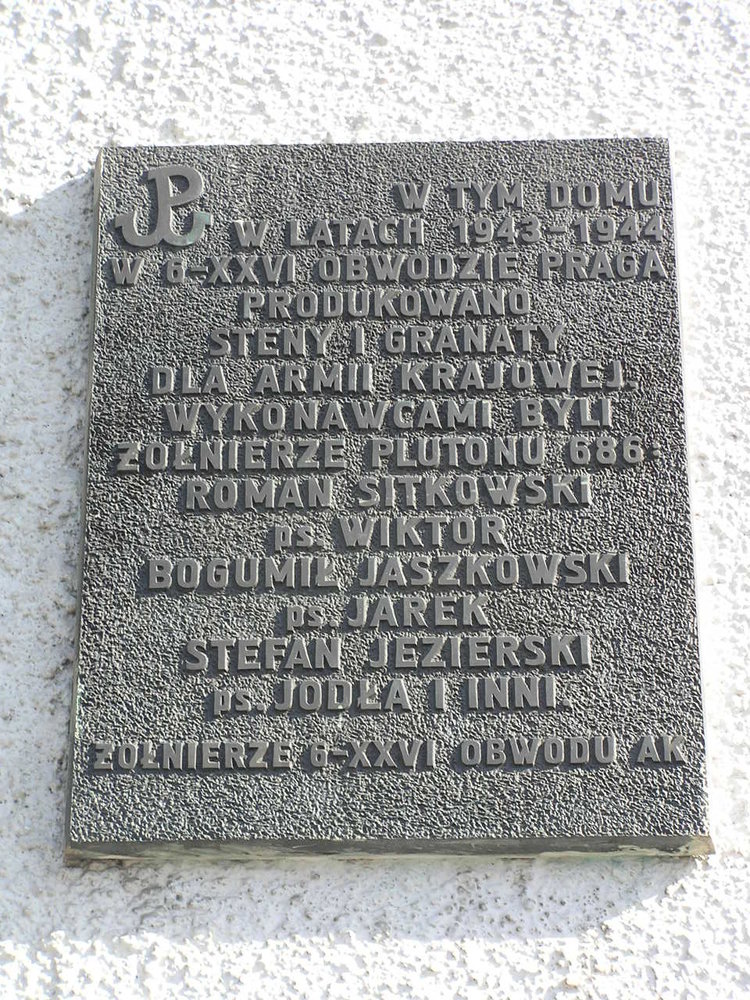 W TYM DOMU
W LATACH 1943-1944
W 6-XXVI OBWODZIE PRAGA
PRODUKOWANO
STENY I GRANATY
DLA ARMII KRAJOWEJ.
WYKONAWCAMI BYLI
ŻOŁNIERZE PLUTONU 686:
ROMAN SITKOWSKI
ps. WIKTOR
BOGUMIŁ JASZKOWSKI
ps. JAREK
STEFAN JEZIERSKI
ps. JODŁA I INNI.
ŻOŁNIERZE 6-XXVI OBWODU AK